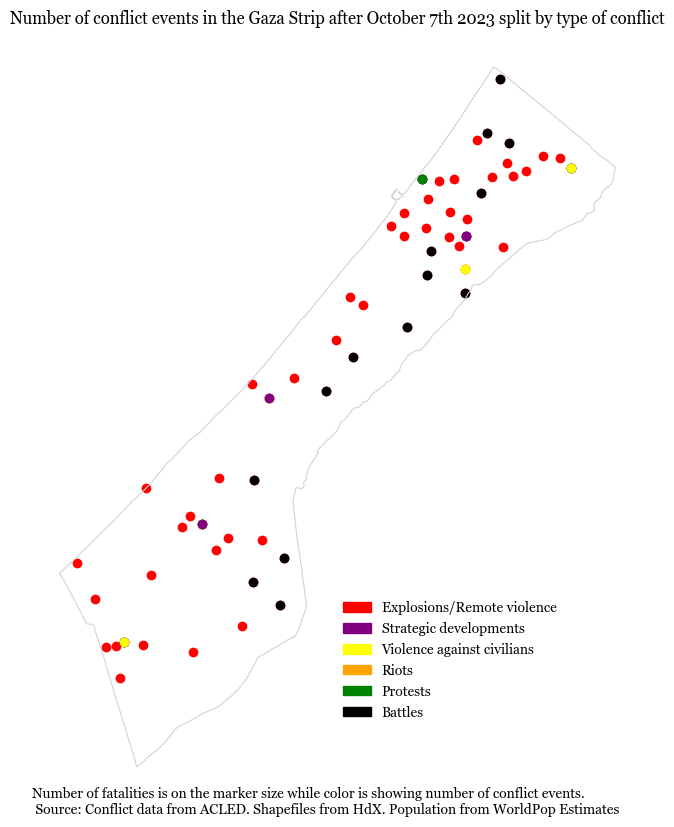 Number of conflict events in the Gaza Strip after October 7th 2023 split by type of conflict
Explosions/Remote violence
Strategic developments
Violence against civilians
Riots
Protests
Battles
Number of fatalities is on the marker size while color is showing number of conflict events.
Source: Conflict data from ACLED. Shapefiles from HdX. Population from WorldPop Estimates